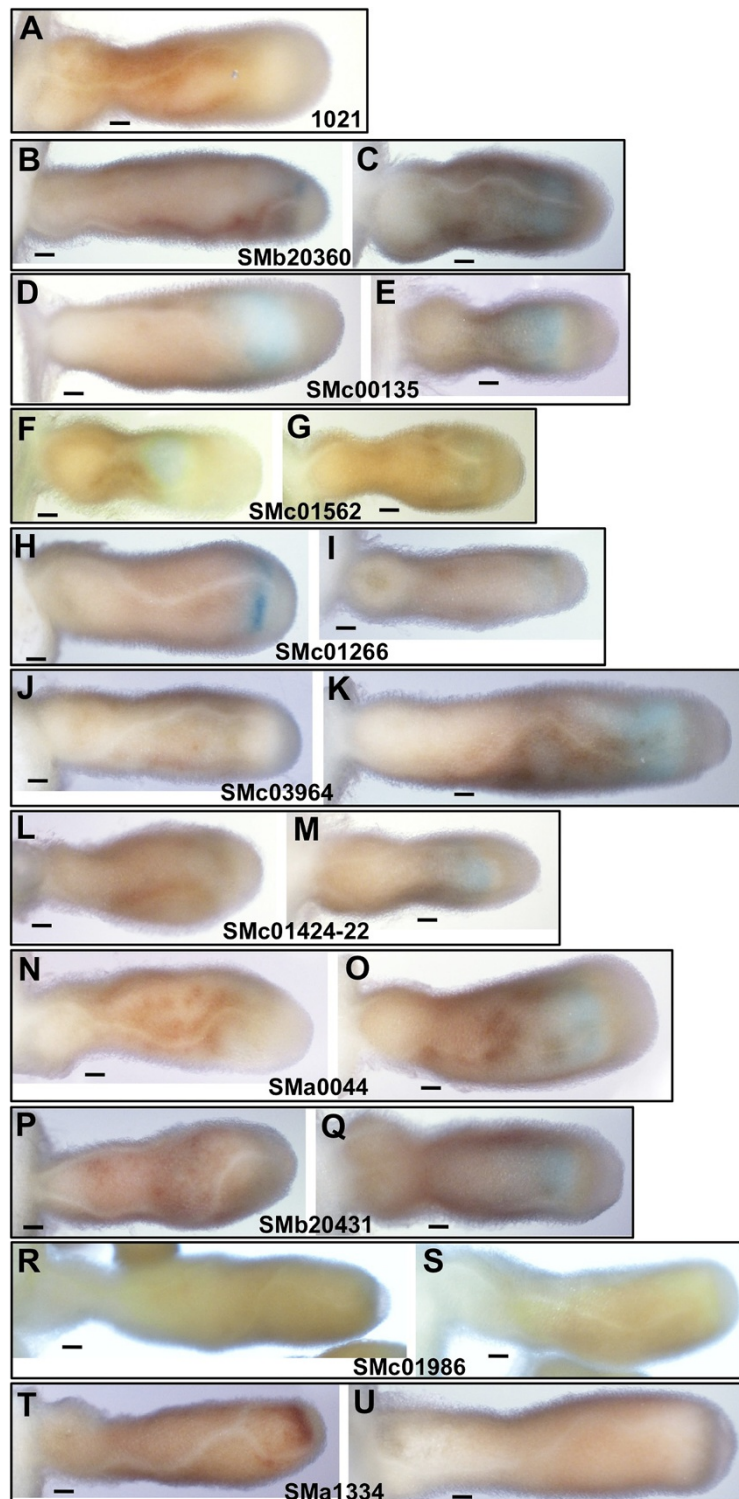 A
1021
B C
SMb20360
D E
SMc00135
F G
SMc01562
H I
SMc01266
J K
SMc03964
L M
SMc01424-22
N O
SMa0044
P Q
SMb20431
R S
SMc01986
T U
SMa1334